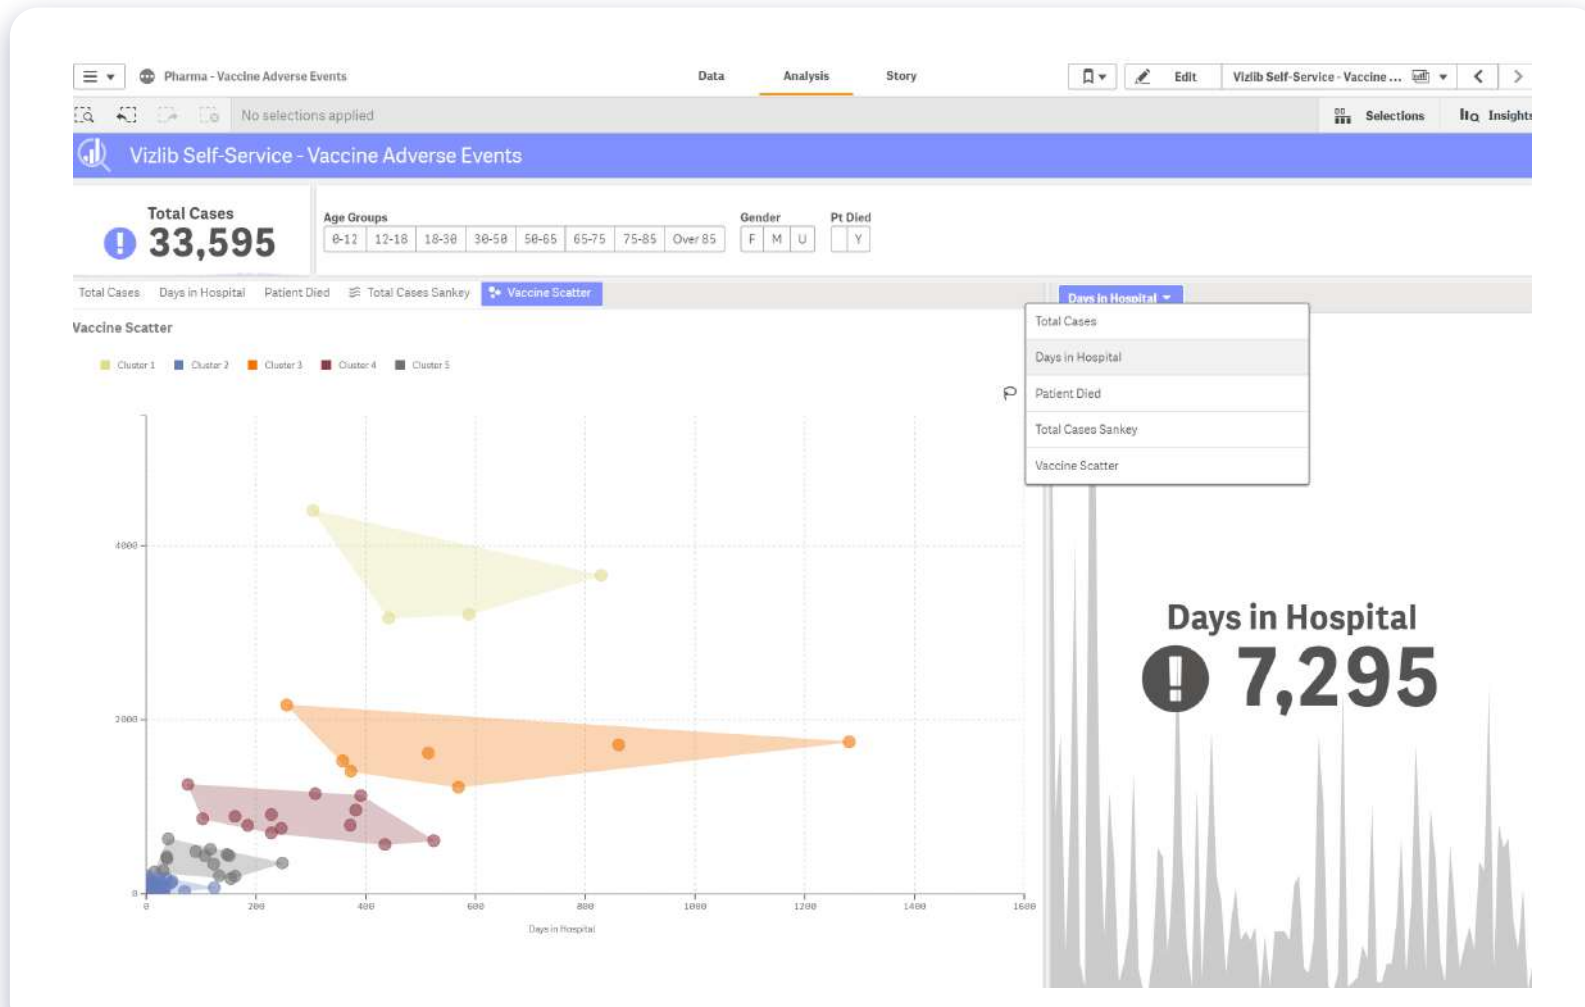 Pharma - Vaccine Adverse Events
Data Analysis Story
Edit Vizlib Self-Service - Vaccine ...
No selections applied
Selections Insights
Vizlib Self-Service - Vaccine Adverse Events
Total Cases
33,595
Age Groups
0-12 12-18 18-30 30-50 50-65 65-75 75-85 Over 85
Gender
F M U
Pt Died
Y
Total Cases Days in Hospital Patient Died Total Cases Sankey Vaccine Scatter
Vaccine Scatter
Cluster 1 Cluster 2 Cluster 3 Cluster 4 Cluster 5
4000
2000
0
0 200 400 600 800 1000 1200 1400 1600
Days in Hospital
Days in Hospital
Total Cases
Days in Hospital
Patient Died
Total Cases Sankey
Vaccine Scatter
Days in Hospital
7,295